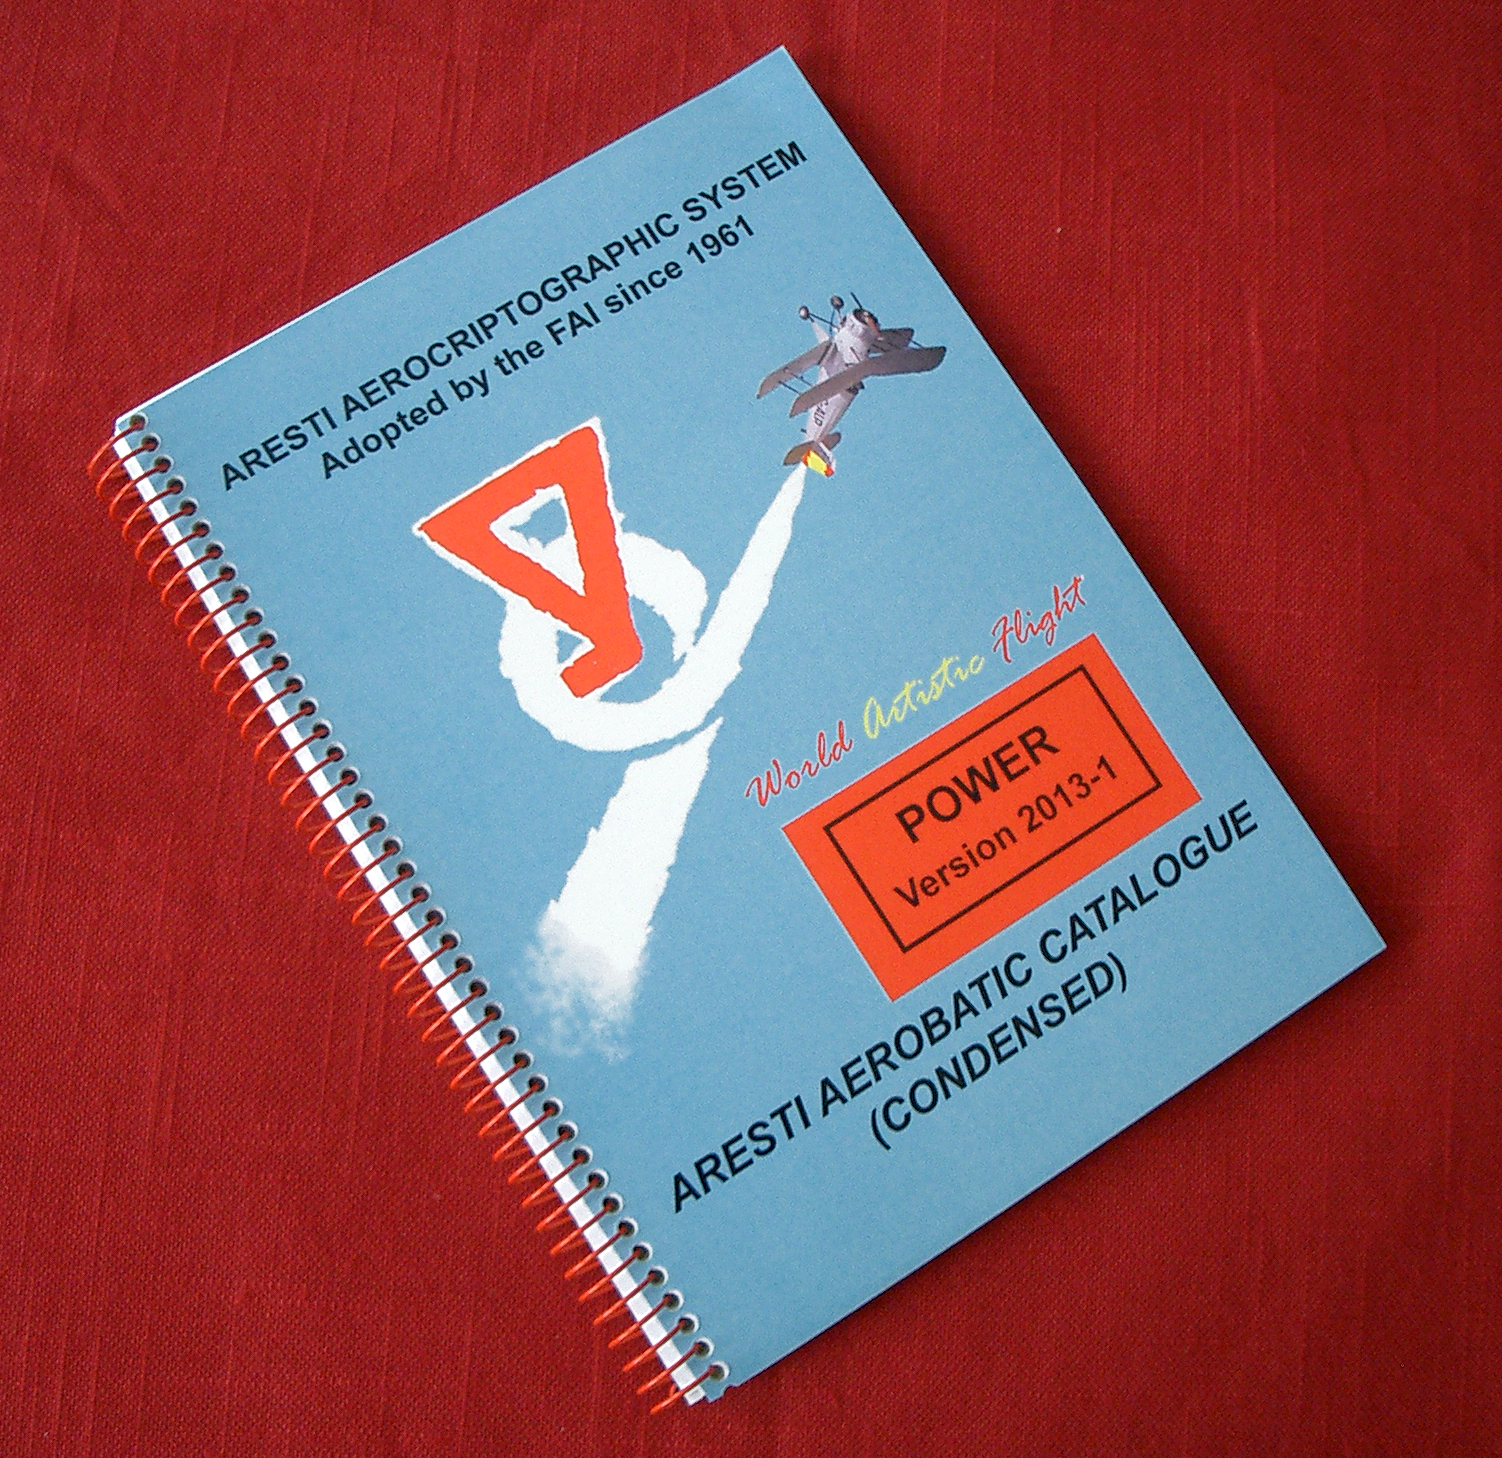 ARESTI AEROCRIPTOGRAPHIC SYSTEM
Adopted by the FAI since 1961
World Artistic Flight
POWER
Version 2013-1
ARESTI AEROBATIC CATALOGUE
(CONDENSED)